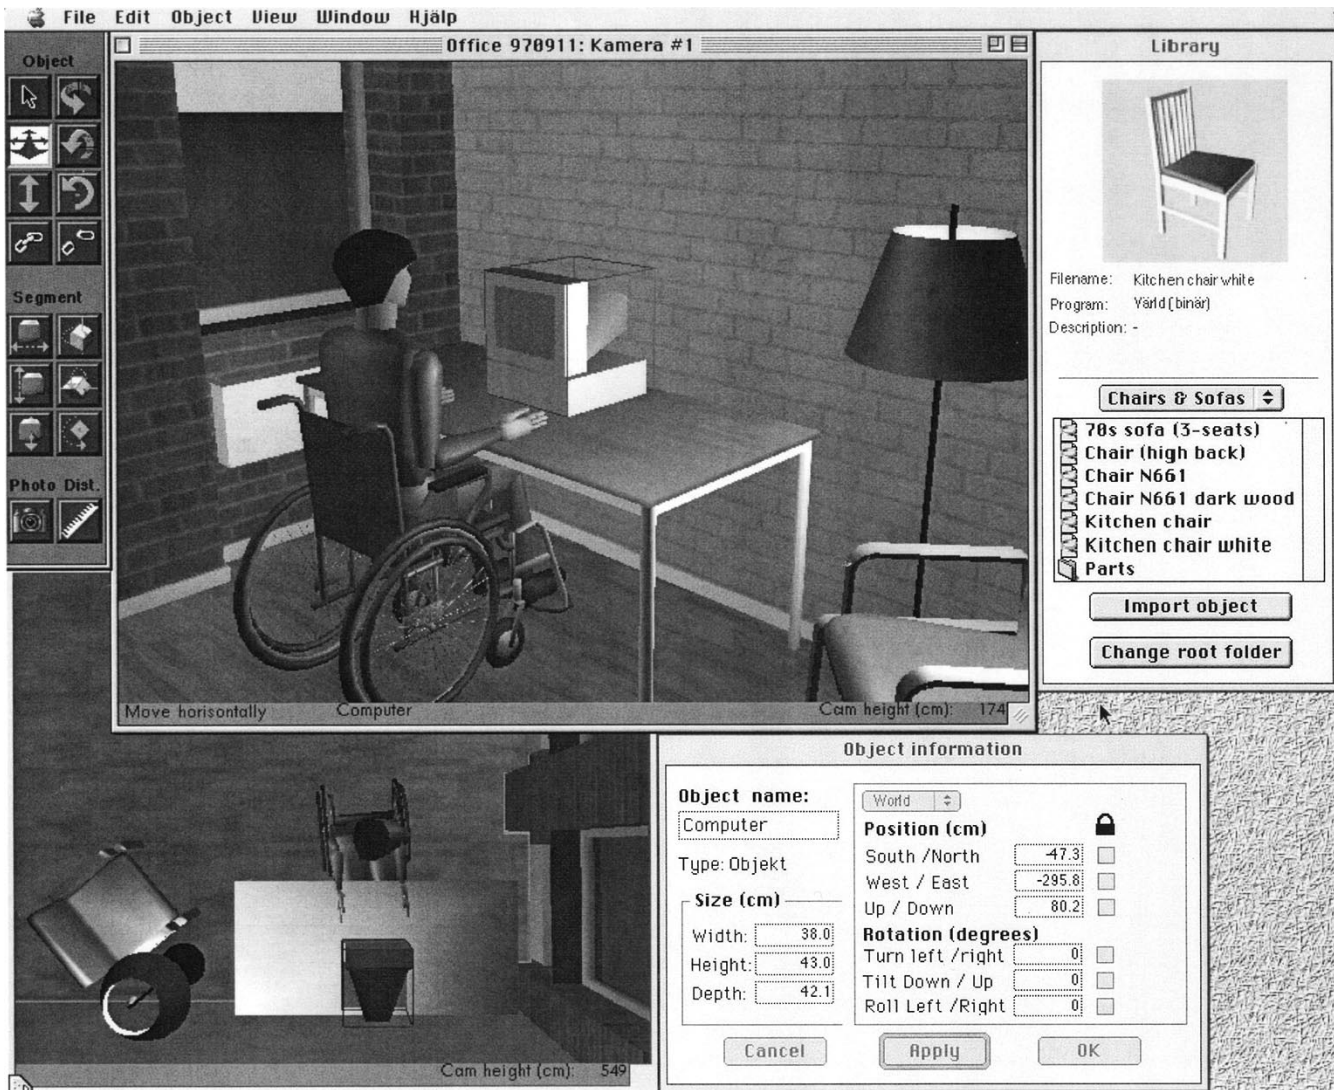 File Edit Object View Window Hjälp
Object
Segment
Photo Dist.
Office 970911: Kamera #1
Move horisontally Computer Cam height (cm): 174
Library
Filename: Kitchen chair white
Program: Värld (binär)
Description: -
Chairs & Sofas
70s sofa (3-seats)
Chair (high back)
Chair N661
Chair N661 dark wood
Kitchen chair
Kitchen chair white
Parts
Import object
Change root folder
Cam height (cm): 549
Object information
Object name:
Computer
Type: Objekt
Size (cm)
Width: 38.0
Height: 43.0
Depth: 42.1
World
Position (cm)
South /North -47.3
West / East -295.8
Up / Down 80.2
Rotation (degrees)
Turn left /right 0
Tilt Down / Up 0
Roll Left /Right 0
Cancel
Apply
OK